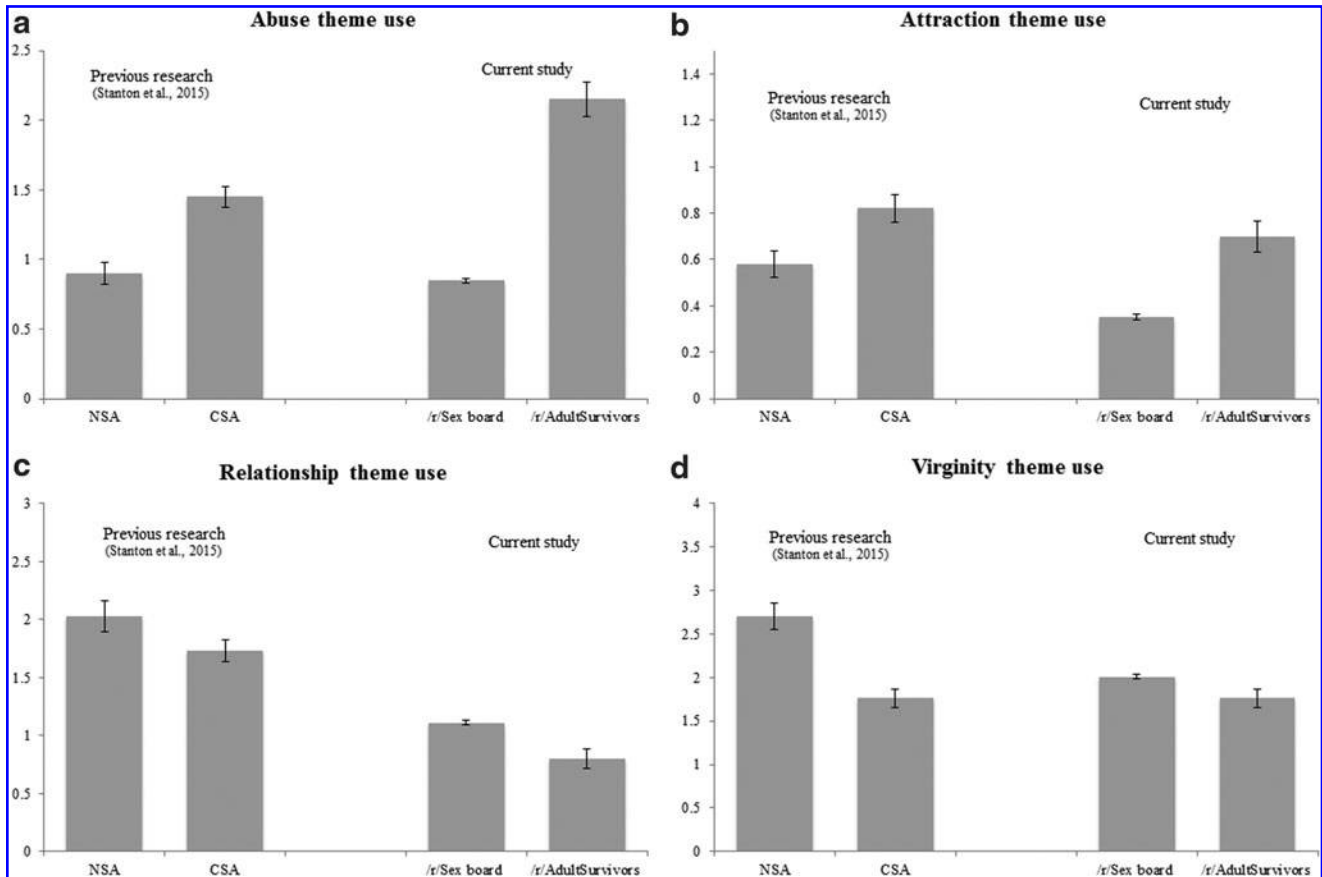 a
Abuse theme use
2.5
2
1.5
1
0.5
0
Previous research
(Stanton et al., 2015)
Current study
NSA
CSA
/r/Sex board
/r/AdultSurvivors
b
Attraction theme use
1.4
1.2
1
0.8
0.6
0.4
0.2
0
Previous research
(Stanton et al., 2015)
Current study
NSA
CSA
/r/Sex board
/r/AdultSurvivors
c
Relationship theme use
3
2.5
2
1.5
1
0.5
0
Previous research
(Stanton et al., 2015)
Current study
NSA
CSA
/r/Sex board
/r/AdultSurvivors
d
Virginity theme use
4
3.5
3
2.5
2
1.5
1
0.5
0
Previous research
(Stanton et al., 2015)
Current study
NSA
CSA
/r/Sex board
/r/AdultSurvivors